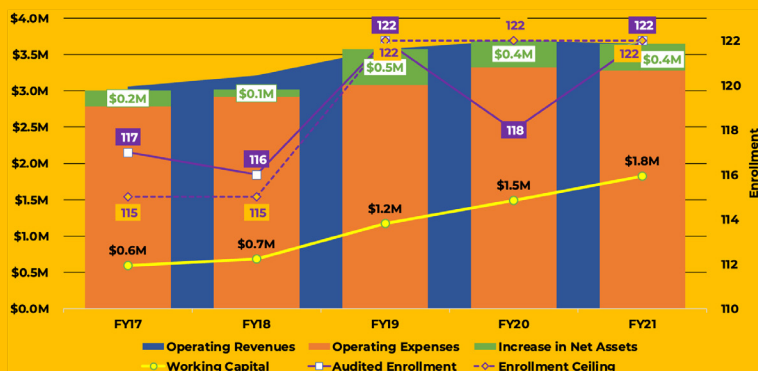 $4.0M
$3.5M
$3.0M
$2.5M
$2.0M
$1.5M
$1.0M
$0.5M
$0.0M
122
120
118
116
114
112
110
Enrollment
122
122
122
122
$0.5M
$0.4M
122
$0.4M
$0.2M
$0.1M
117
116
118
115
115
$0.6M
$0.7M
$1.2M
$1.5M
$1.8M
FY17
FY18
FY19
FY20
FY21
Operating Revenues
Operating Expenses
Increase in Net Assets
Working Capital
Audited Enrollment
Enrollment Ceiling